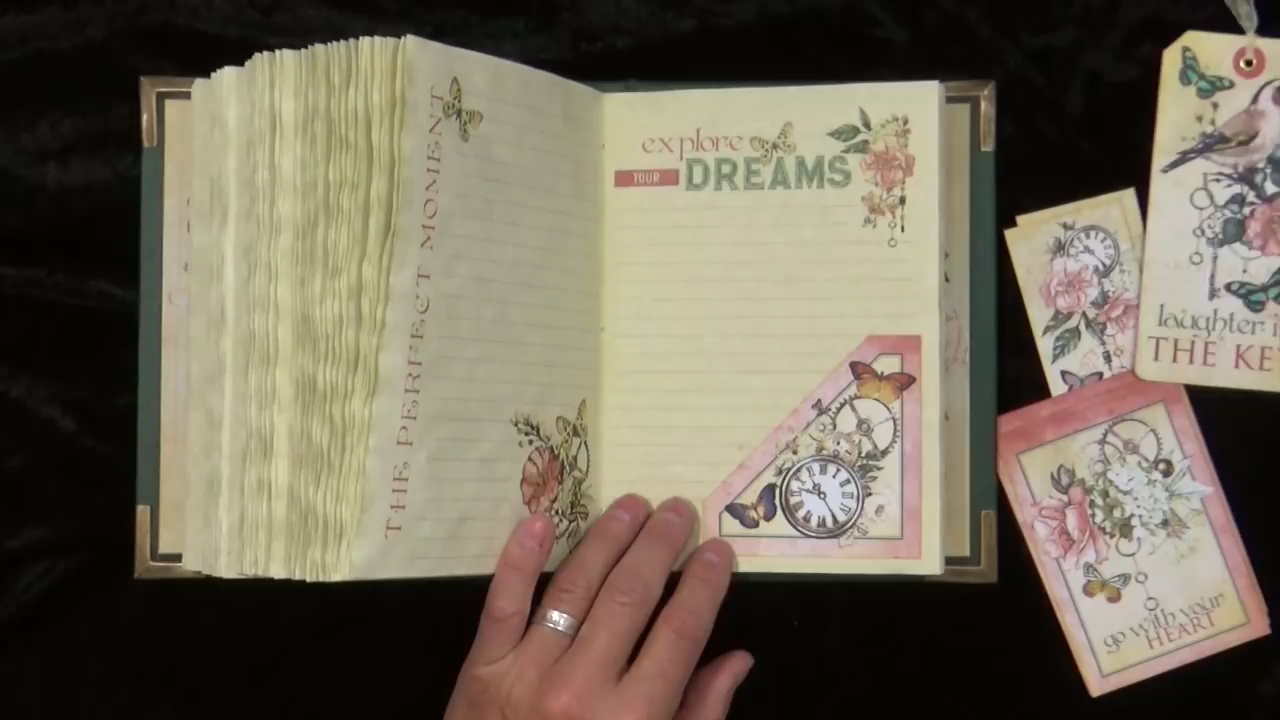 THE PERFECT MOMENT
explore
YOUR DREAMS
laughter
THE KE
go with your
HEART